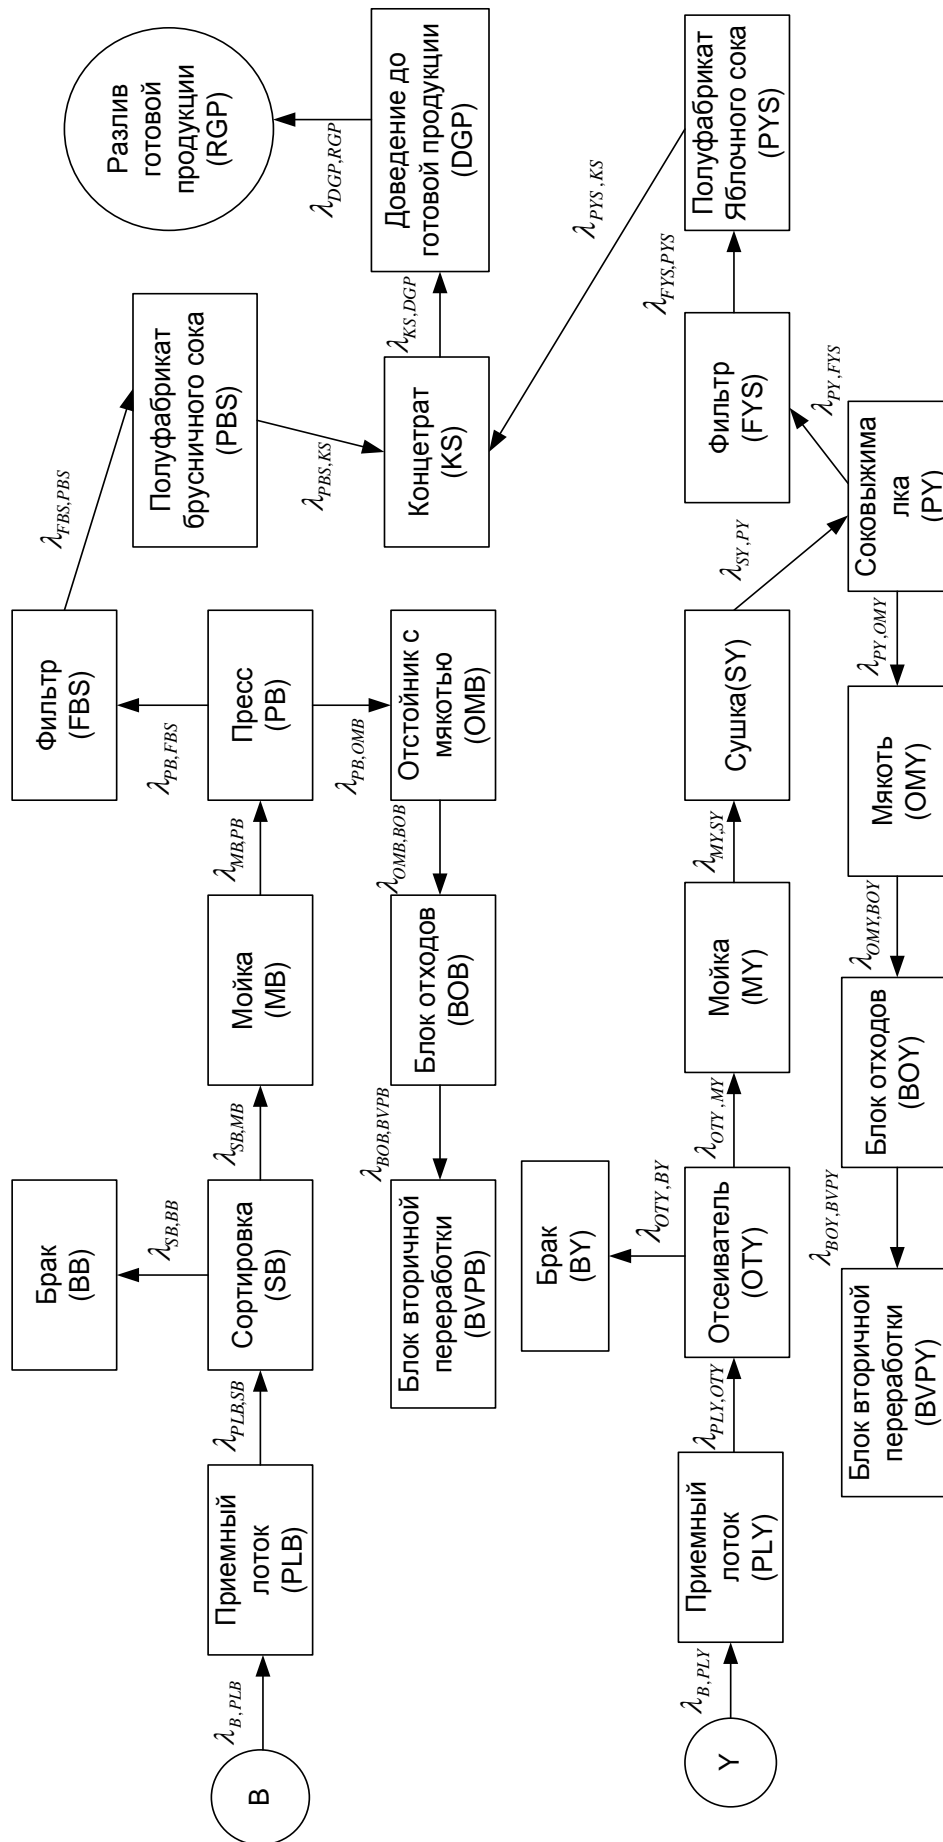 B
λB,PLB
Приемный
лоток
(PLB)
λPLB,SB
Сортировка
(SB)
λSB,BB
Брак
(BB)
λSB,MB
Мойка
(MB)
λMB,PB
Пресс
(PB)
λPB,FBS
Фильтр
(FBS)
λFBS,PBS
Полуфабрикат
брусничного сока
(PBS)
λPBS,KS
λPB,OMB
Отстойник с
мякотью
(OMB)
λOMB,BOB
Блок отходов
(BOB)
λBOB,BVPB
Блок вторичной
переработки
(BVPB)
Концетрат
(KS)
λKS,DGP
Доведение до
готовой продукции
(DGP)
λDGP,RGP
Разлив
готовой
продукции
(RGP)
Y
λB,PLY
Приемный
лоток
(PLY)
λPLY,OTY
Отсеиватель
(OTY)
λOTY,BY
Брак
(BY)
λOTY,MY
Мойка
(MY)
λMY,SY
Сушка(SY)
λSY,PY
Соковыжима
лка
(PY)
λPY,FYS
Фильтр
(FYS)
λFYS,PYS
Полуфабрикат
Яблочного сока
(PYS)
λPYS,KS
λPY,OMY
Мякоть
(OMY)
λOMY,BOY
Блок отходов
(BOY)
λBOY,BVPY
Блок вторичной
переработки
(BVPY)